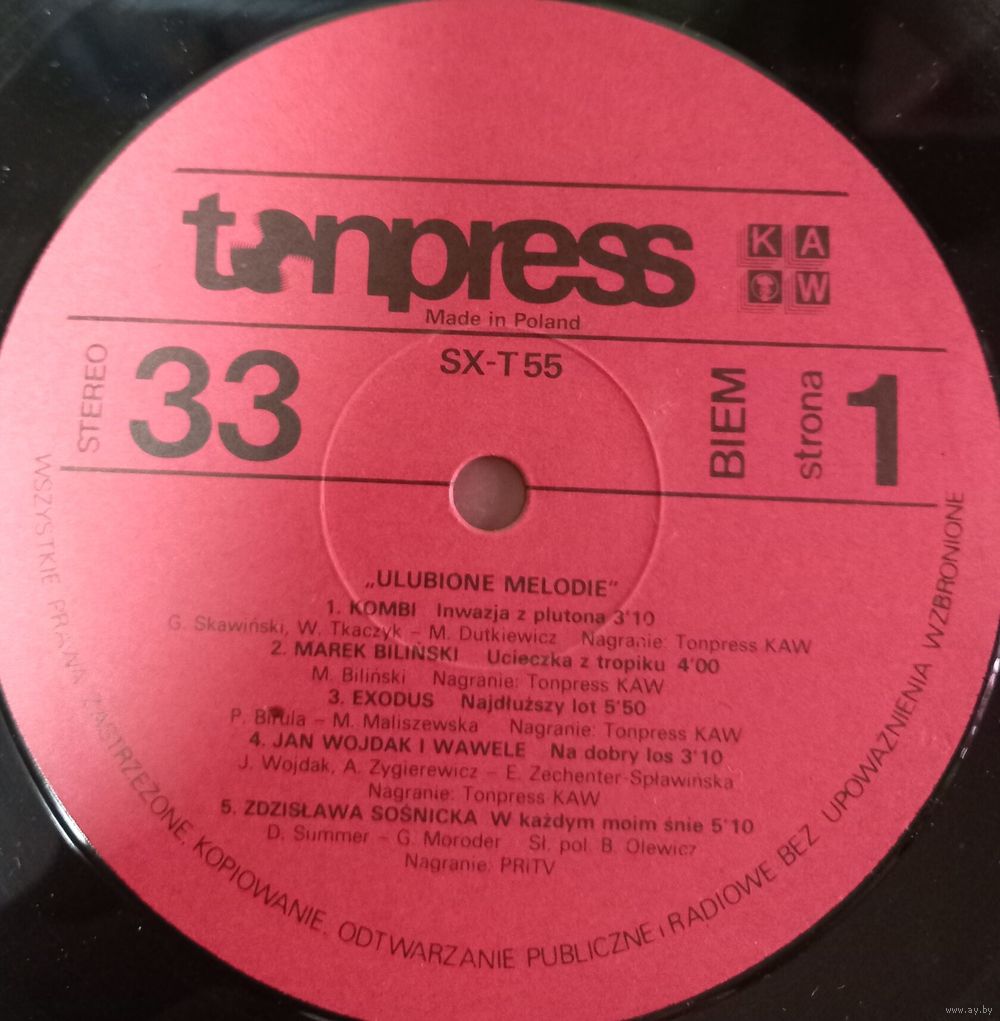 tonpress
K A
W
Made in Poland
STEREO
33
SX-T 55
BIEM
strona
1
„ULUBIONE MELODIE"
1. KOMBI Inwazja z plutona 3'10
G. Skawiński, W. Tkaczyk – M. Dutkiewicz Nagranie: Tonpress KAW
2. MAREK BILIŃSKI Ucieczka z tropiku 4'00
M. Biliński Nagranie: Tonpress KAW
3. EXODUS Najdłuższy lot 5'50
P. Birula – M. Maliszewska Nagranie: Tonpress KAW
4. JAN WOJDAK I WAWELE Na dobry los 3'10
J. Wojdak, A. Zygierewicz – E. Zechenter-Spławińska
Nagranie: Tonpress KAW
5. ZDZISŁAWA SOŚNICKA W każdym moim śnie 5'10
D. Summer – G. Moroder Sł. pol. B. Olewicz
Nagranie: PRiTV
WSZYSTKIE PRAWA ZASTRZEŻONE. KOPIOWANIE, ODTWARZANIE PUBLICZNE i RADIOWE BEZ UPOWAŻNIENIA WZBRONIONE
www.ay.by